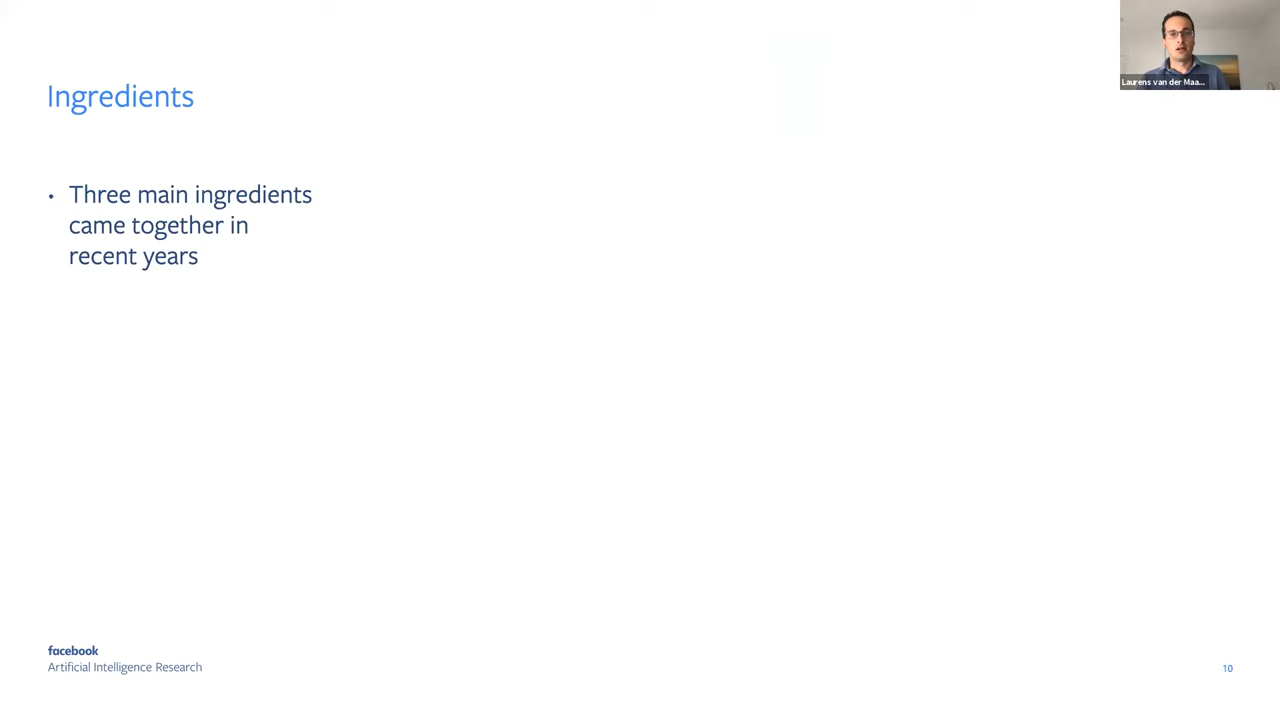 Laurens van der Maa...
Ingredients
• Three main ingredients
came together in
recent years
facebook
Artificial Intelligence Research
10